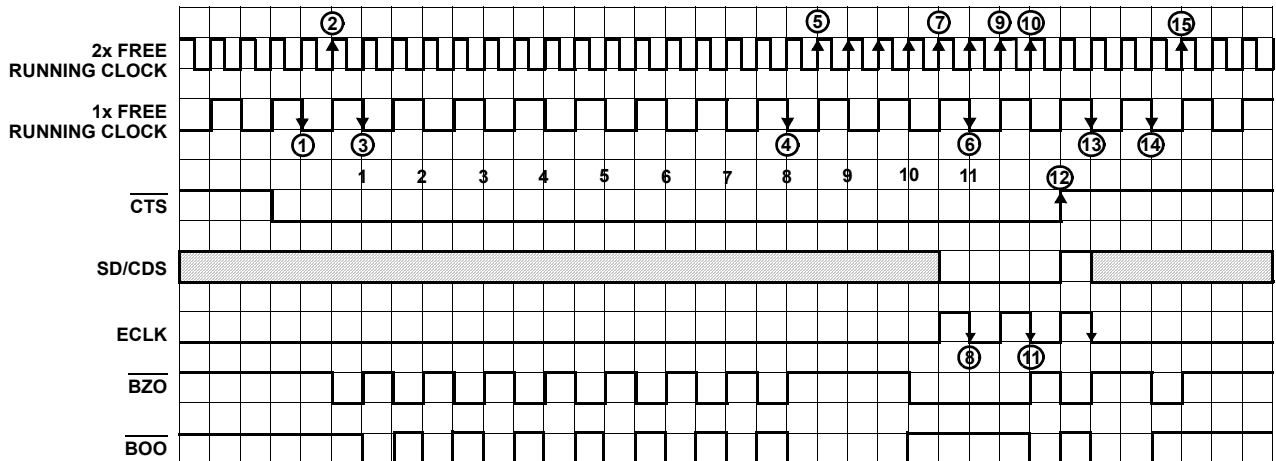 ② ⑤ ⑦ ⑨ ⑩ ⑮
2x FREE
RUNNING CLOCK
1x FREE
RUNNING CLOCK
① ③ ④ ⑥ ⑬ ⑭
1 2 3 4 5 6 7 8 9 10 11 ⑫
CTS
SD/CDS
ECLK
⑧ ⑪
BZO
BOO